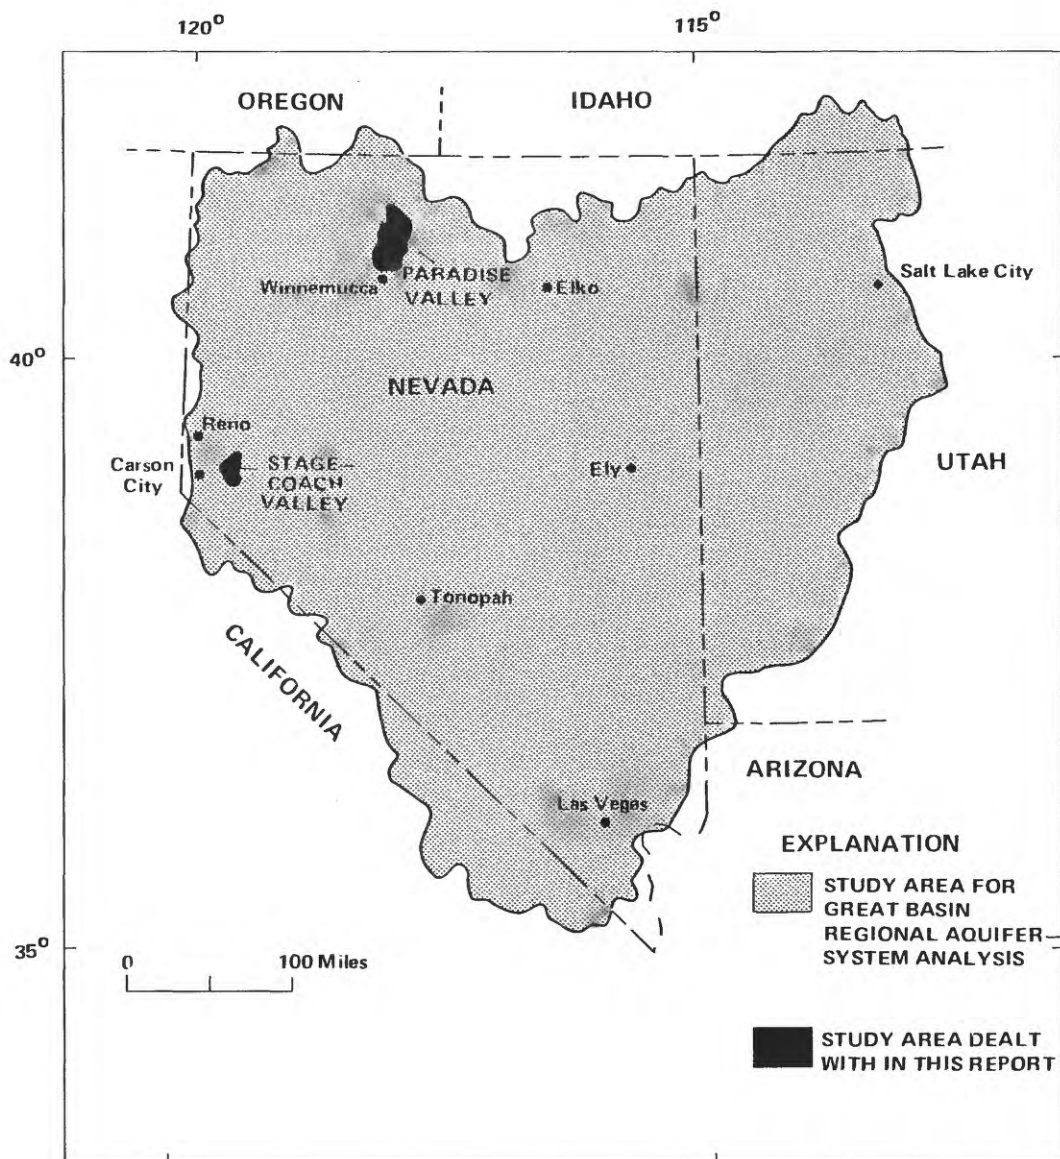 120°
115°
OREGON
IDAHO
PARADISE
VALLEY
Winnemucca
Elko
Salt Lake City
40°
NEVADA
Reno
Carson
City
STAGE-
COACH
VALLEY
Ely
UTAH
Tonopah
CALIFORNIA
ARIZONA
Las Vegas
EXPLANATION
STUDY AREA FOR
GREAT BASIN
REGIONAL AQUIFER-
SYSTEM ANALYSIS
35°
0
100 Miles
STUDY AREA DEALT
WITH IN THIS REPORT